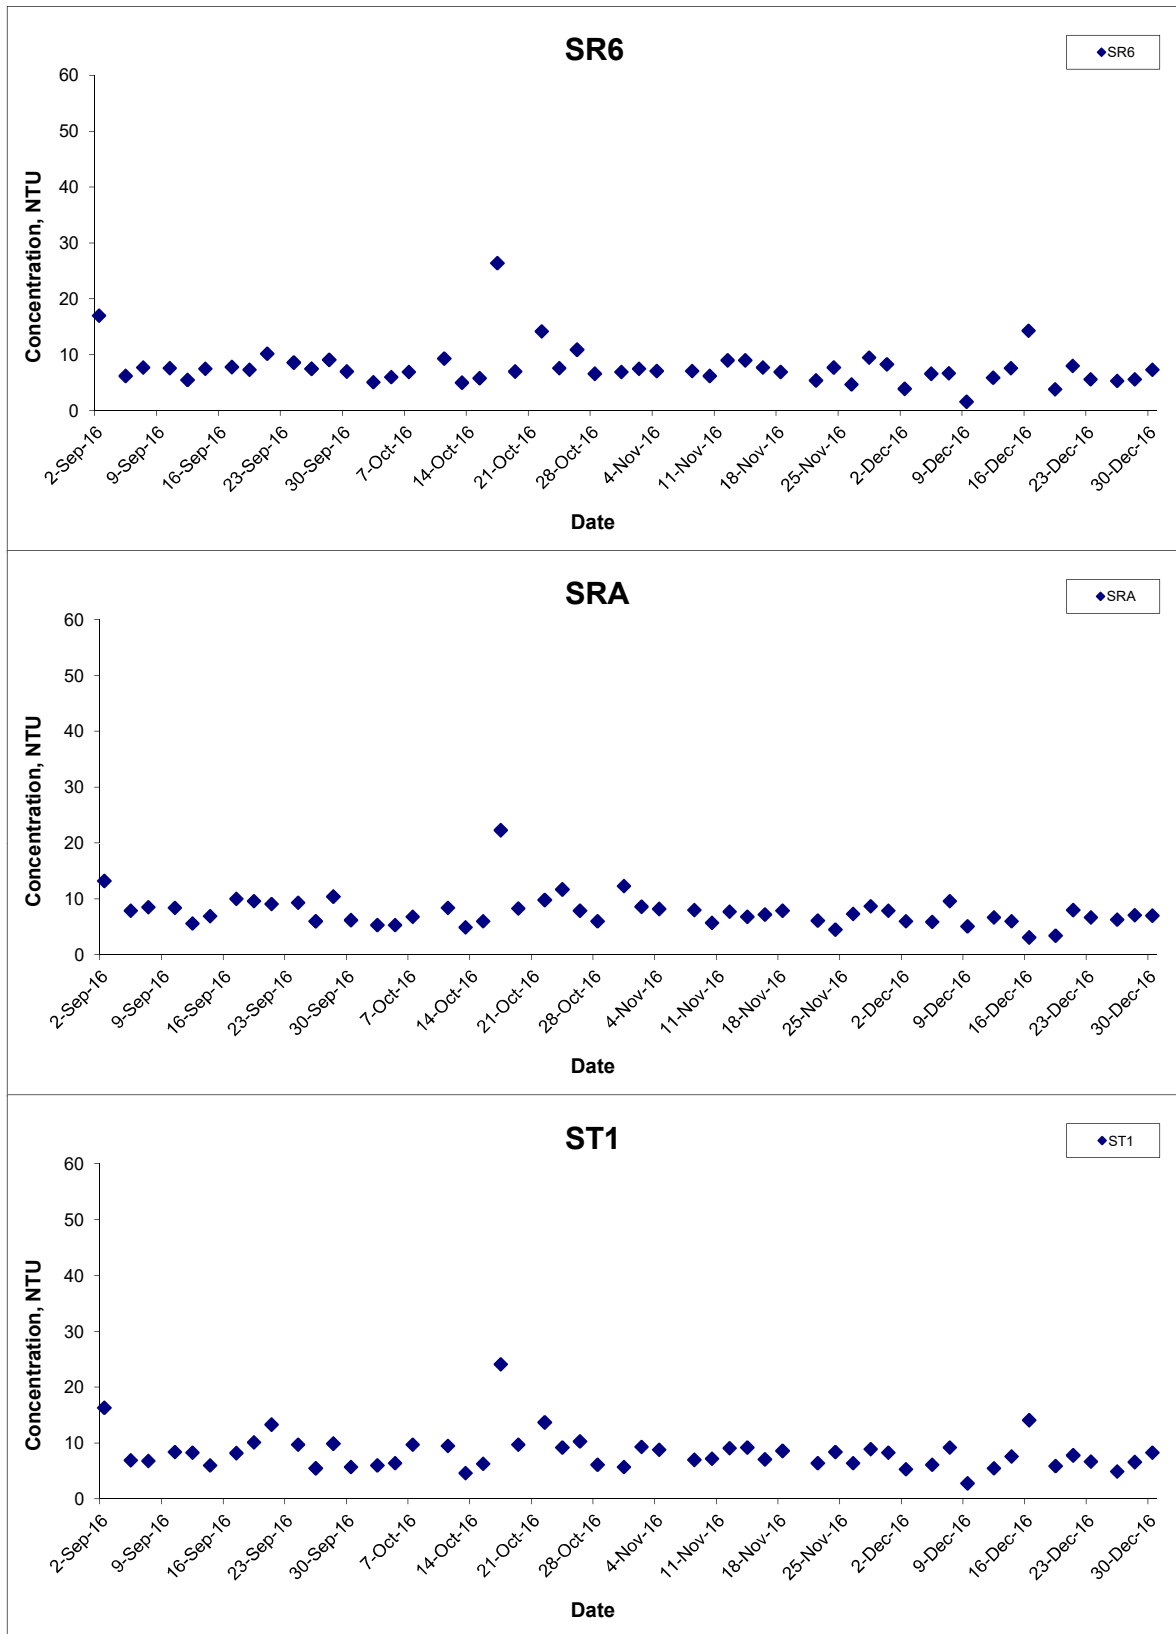 SR6
SR6
60
50
40
30
20
10
0
Concentration, NTU
2-Sep-16
9-Sep-16
16-Sep-16
23-Sep-16
30-Sep-16
7-Oct-16
14-Oct-16
21-Oct-16
28-Oct-16
4-Nov-16
11-Nov-16
18-Nov-16
25-Nov-16
2-Dec-16
9-Dec-16
16-Dec-16
23-Dec-16
30-Dec-16
Date
SRA
SRA
60
50
40
30
20
10
0
Concentration, NTU
2-Sep-16
9-Sep-16
16-Sep-16
23-Sep-16
30-Sep-16
7-Oct-16
14-Oct-16
21-Oct-16
28-Oct-16
4-Nov-16
11-Nov-16
18-Nov-16
25-Nov-16
2-Dec-16
9-Dec-16
16-Dec-16
23-Dec-16
30-Dec-16
Date
ST1
ST1
60
50
40
30
20
10
0
Concentration, NTU
2-Sep-16
9-Sep-16
16-Sep-16
23-Sep-16
30-Sep-16
7-Oct-16
14-Oct-16
21-Oct-16
28-Oct-16
4-Nov-16
11-Nov-16
18-Nov-16
25-Nov-16
2-Dec-16
9-Dec-16
16-Dec-16
23-Dec-16
30-Dec-16
Date